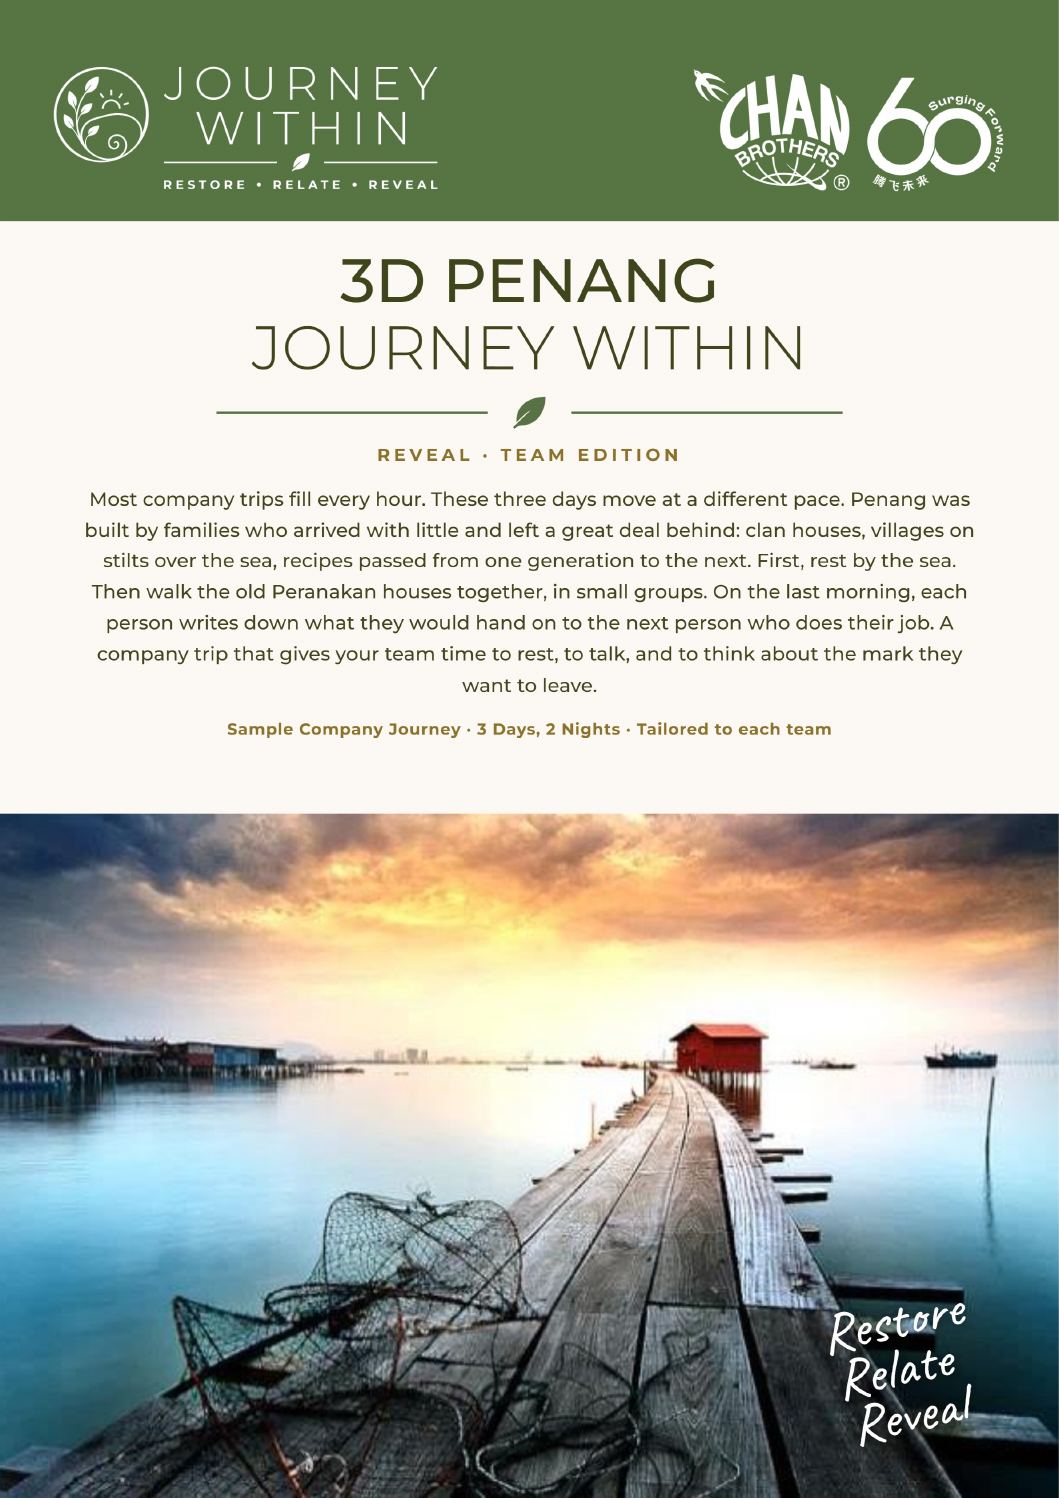 JOURNEY
WITHIN
RESTORE • RELATE • REVEAL
CHAN
BROTHERS
®
60
Surging Forward
腾飞未来
3D PENANG
JOURNEY WITHIN
REVEAL · TEAM EDITION
Most company trips fill every hour. These three days move at a different pace. Penang was
built by families who arrived with little and left a great deal behind: clan houses, villages on
stilts over the sea, recipes passed from one generation to the next. First, rest by the sea.
Then walk the old Peranakan houses together, in small groups. On the last morning, each
person writes down what they would hand on to the next person who does their job. A
company trip that gives your team time to rest, to talk, and to think about the mark they
want to leave.
Sample Company Journey · 3 Days, 2 Nights · Tailored to each team
Restore
Relate
Reveal